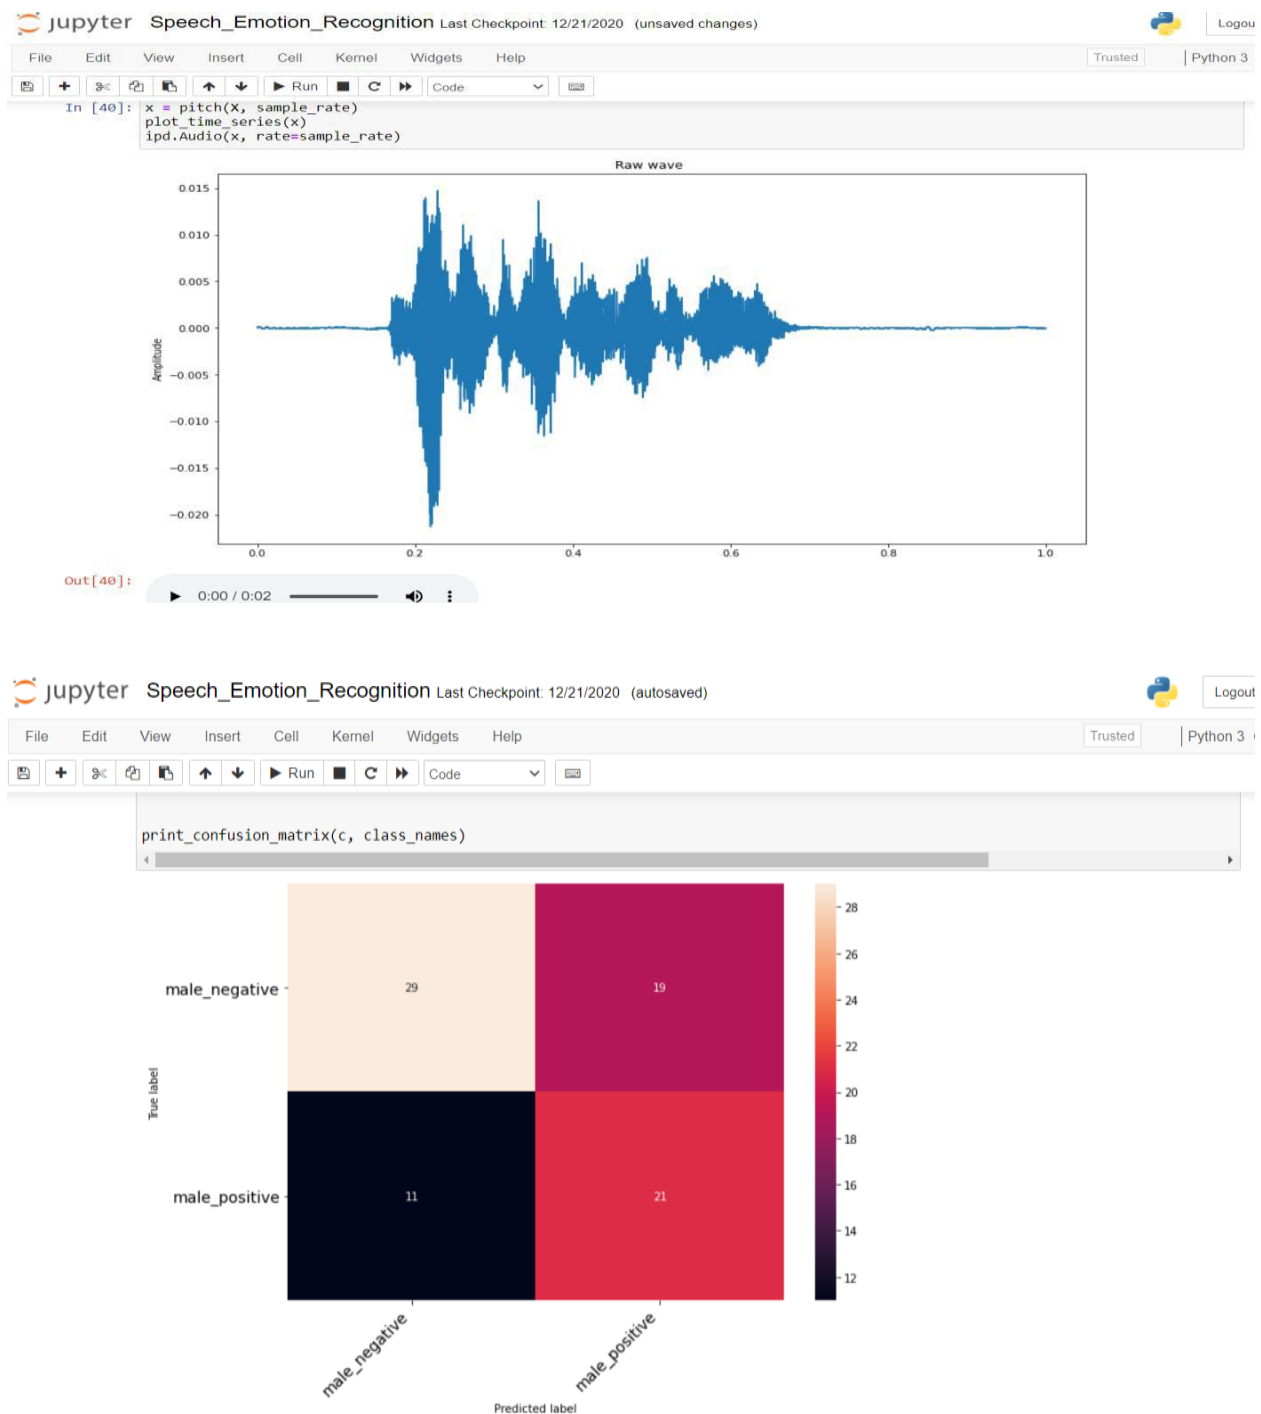 jupyter Speech_Emotion_Recognition Last Checkpoint: 12/21/2020 (unsaved changes) Logou
File Edit View Insert Cell Kernel Widgets Help Trusted Python 3
Run Code
In [40]: x = pitch(X, sample_rate)
plot_time_series(x)
ipd.Audio(x, rate=sample_rate)
Raw wave
0.015
0.010
0.005
0.000
Amplitude
−0.005
−0.010
−0.015
−0.020
0.0 0.2 0.4 0.6 0.8 1.0
Out[40]:
0:00 / 0:02
jupyter Speech_Emotion_Recognition Last Checkpoint: 12/21/2020 (autosaved) Logout
File Edit View Insert Cell Kernel Widgets Help Trusted Python 3
Run Code
print_confusion_matrix(c, class_names)
28
26
male_negative 29 19
24
22
True label
20
18
male_positive 11 21
16
14
12
male_negative male_positive
Predicted label